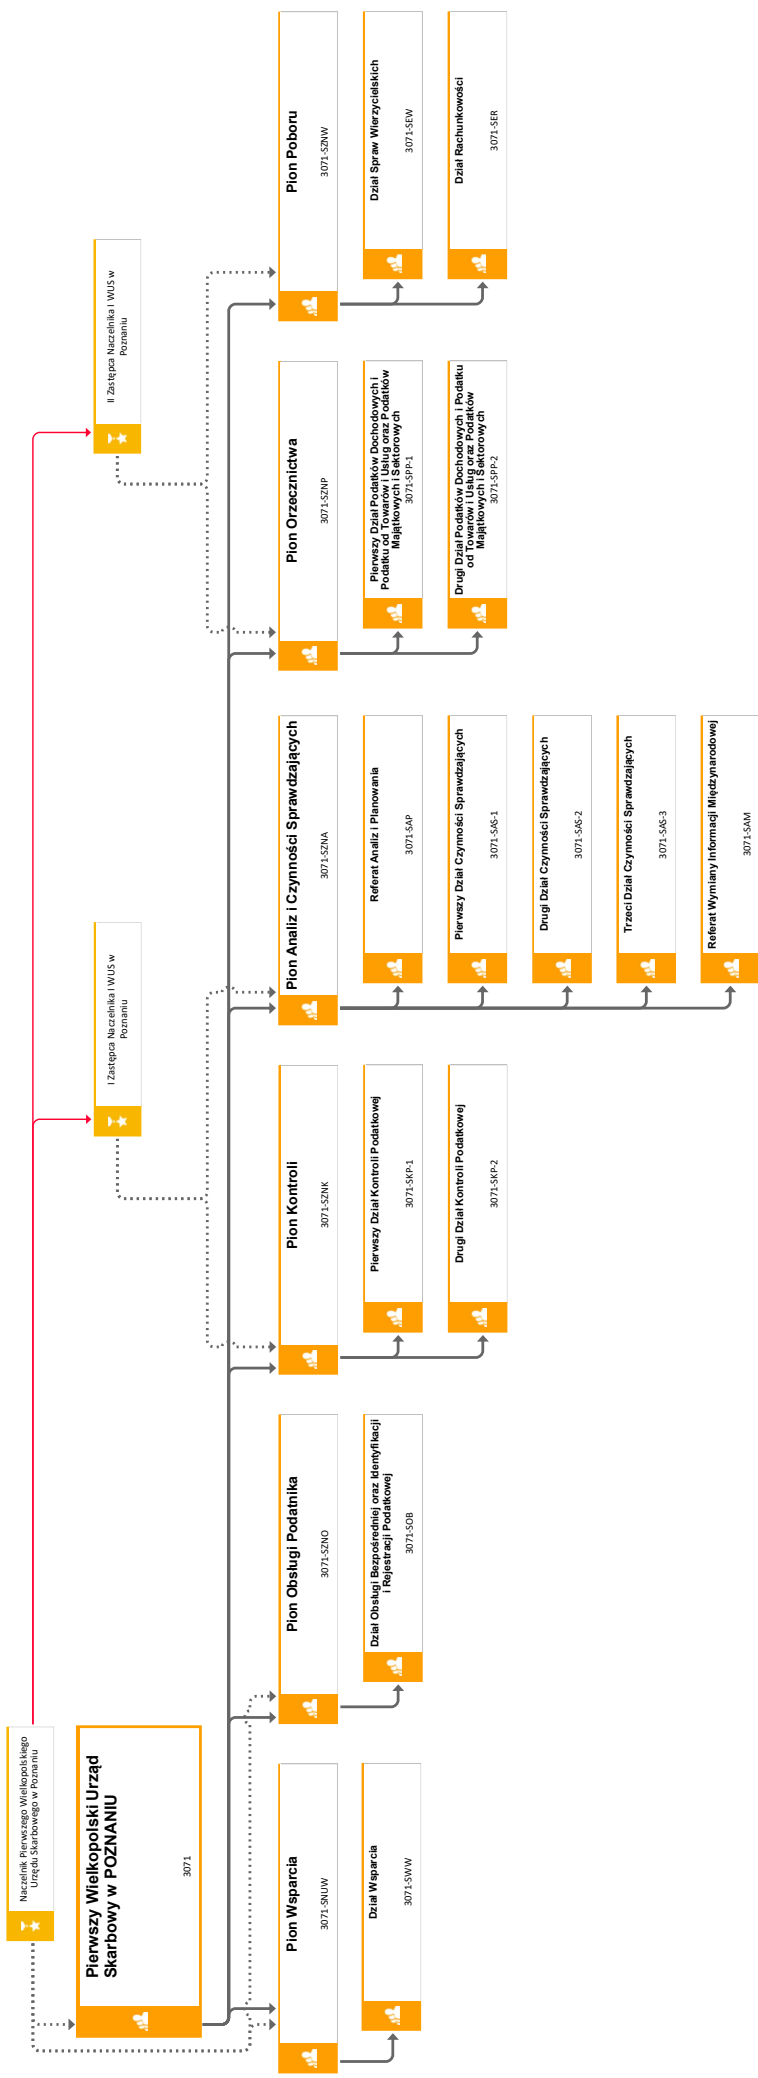 Naczelnik Pierwszego Wielkopolskiego
Urzędu Skarbowego w Poznaniu
I Zastępca Naczelnika I WUS w
Poznaniu
II Zastępca Naczelnika I WUS w
Poznaniu
Pierwszy Wielkopolski Urząd
Skarbowy w POZNANIU
3071
Pion Wsparcia
3071-SNUW
Dział Wsparcia
3071-SWW
Pion Obsługi Podatnika
3071-SZNO
Dział Obsługi Bezpośredniej oraz Identyfikacji
i Rejestracji Podatkowej
3071-SOB
Pion Kontroli
3071-SZNK
Pierwszy Dział Kontroli Podatkowej
3071-SKP-1
Drugi Dział Kontroli Podatkowej
3071-SKP-2
Pion Analiz i Czynności Sprawdzających
3071-SZNA
Referat Analiz i Planowania
3071-SAP
Pierwszy Dział Czynności Sprawdzających
3071-SAS-1
Drugi Dział Czynności Sprawdzających
3071-SAS-2
Trzeci Dział Czynności Sprawdzających
3071-SAS-3
Referat Wymiany Informacji Międzynarodowej
3071-SAM
Pion Orzecznictwa
3071-SZNP
Pierwszy Dział Podatków Dochodowych i
Podatku od Towarów i Usług oraz Podatków
Majątkowych i Sektorowych
3071-SPP-1
Drugi Dział Podatków Dochodowych i Podatku
od Towarów i Usług oraz Podatków
Majątkowych i Sektorowych
3071-SPP-2
Pion Poboru
3071-SZNW
Dział Spraw Wierzycielskich
3071-SEW
Dział Rachunkowości
3071-SER